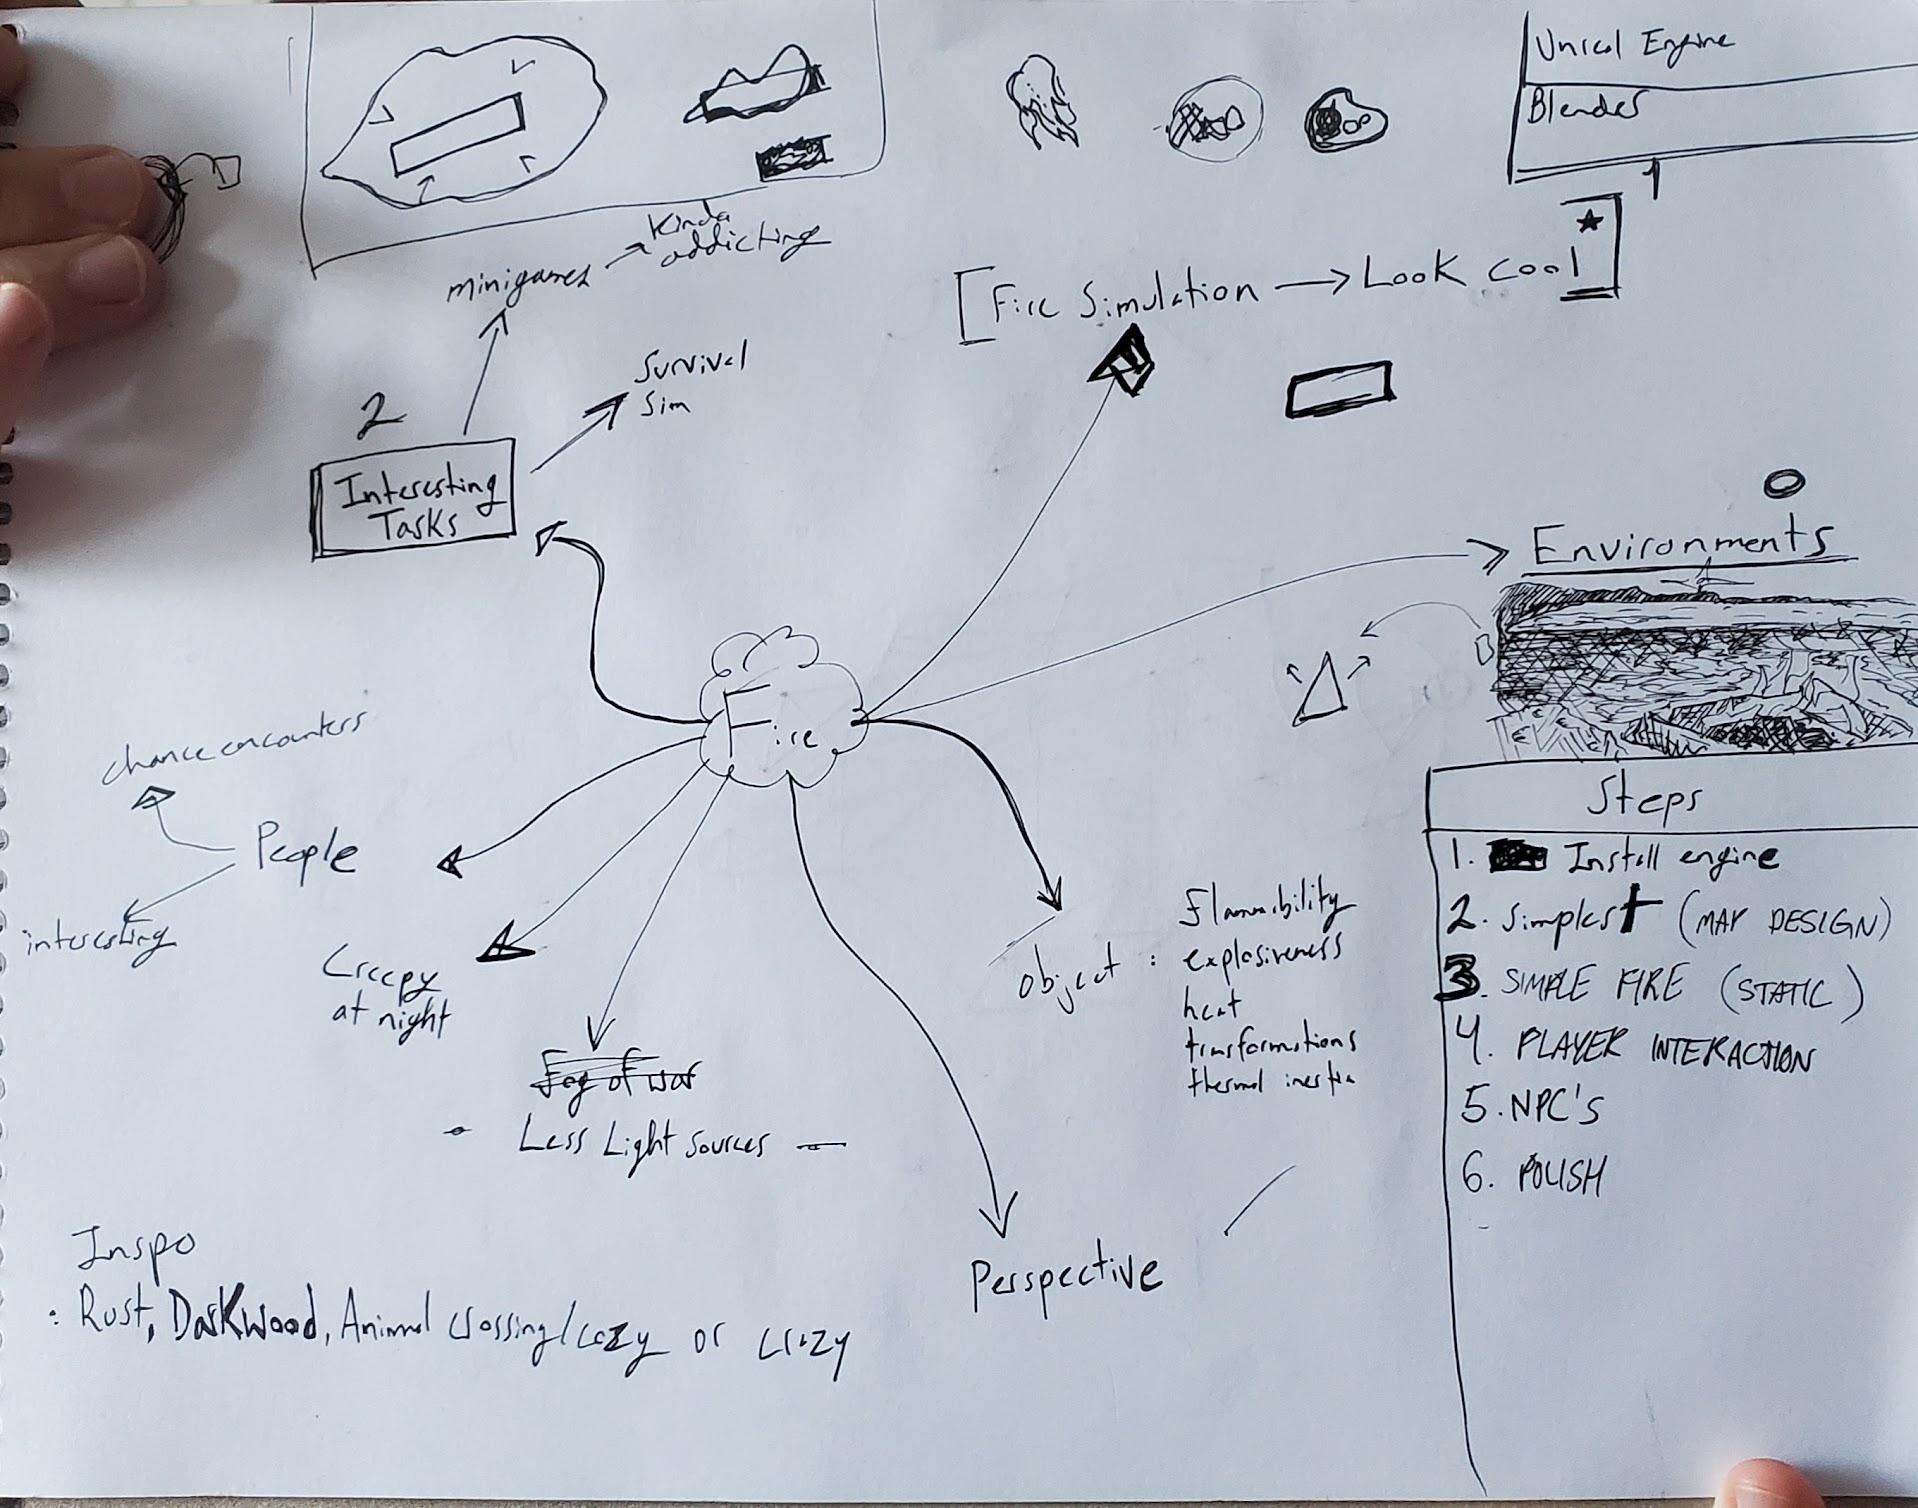 Unreal Engine
Blender
1
Kinda
addicting
minigames
Fire Simulation → Look cool
Survival
Sim
2
Interesting
Tasks
Environments
Fire
chance encounters
People
interesting
Creepy
at night
Fog of war
Less Light sources
object :
flammibility
explosiveness
heat
transformations
thermal inertia
Perspective
Steps
1. Install engine
2. Simplest (MAP DESIGN)
3. SIMPLE FIRE (STATIC)
4. PLAYER INTERACTION
5. NPC'S
6. POLISH
Inspo
: Rust, Darkwood, Animal crossing/cozy or crazy